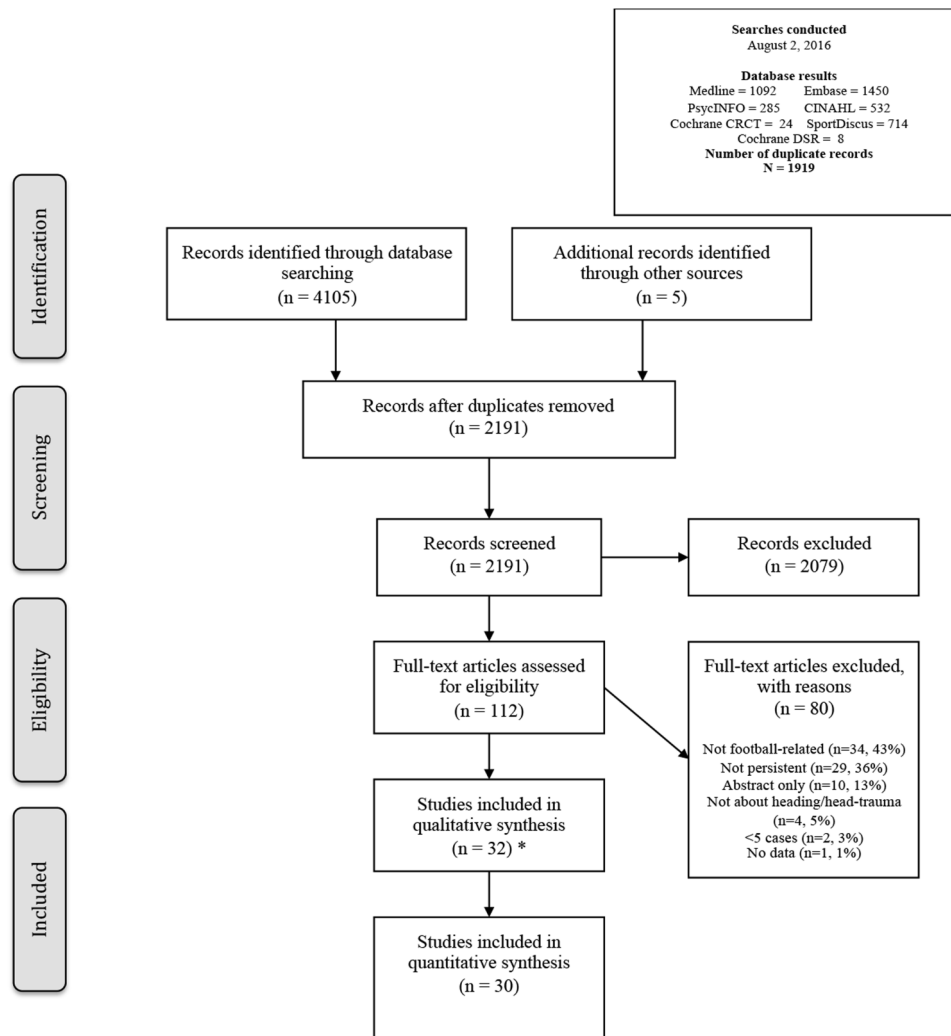 Searches conducted
August 2, 2016
Database results
Medline = 1092 Embase = 1450
PsycINFO = 285 CINAHL = 532
Cochrane CRCT = 24 SportDiscus = 714
Cochrane DSR = 8
Number of duplicate records
N = 1919
Identification
Records identified through database
searching
(n = 4105)
Additional records identified
through other sources
(n = 5)
Screening
Records after duplicates removed
(n = 2191)
Records screened
(n = 2191)
Records excluded
(n = 2079)
Eligibility
Full-text articles assessed
for eligibility
(n = 112)
Full-text articles excluded,
with reasons
(n = 80)
Not football-related (n=34, 43%)
Not persistent (n=29, 36%)
Abstract only (n=10, 13%)
Not about heading/head-trauma
(n=4, 5%)
<5 cases (n=2, 3%)
No data (n=1, 1%)
Included
Studies included in
qualitative synthesis
(n = 32) *
Studies included in
quantitative synthesis
(n = 30)